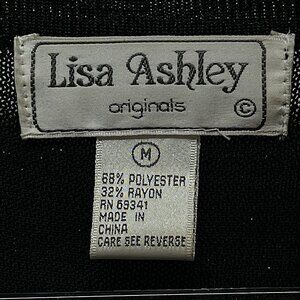 Lisa Ashley
originals ©
M
68% POLYESTER
32% RAYON
RN 69341
MADE IN
CHINA
CARE SEE REVERSE